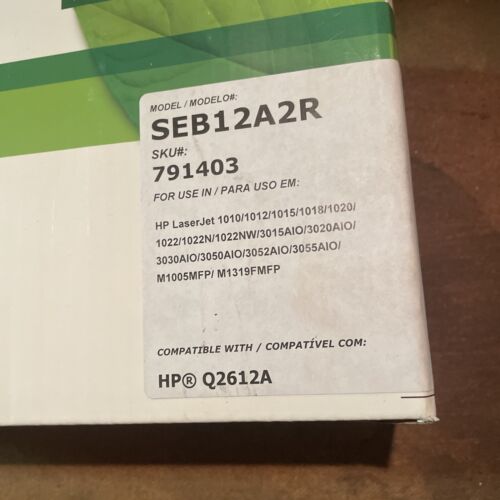 MODEL / MODELO#:
SEB12A2R
SKU#:
791403
FOR USE IN / PARA USO EM:
HP LaserJet 1010/1012/1015/1018/1020/
1022/1022N/1022NW/3015AIO/3020AIO/
3030AIO/3050AIO/3052AIO/3055AIO/
M1005MFP/ M1319FMFP
COMPATIBLE WITH / COMPATÍVEL COM:
HP® Q2612A